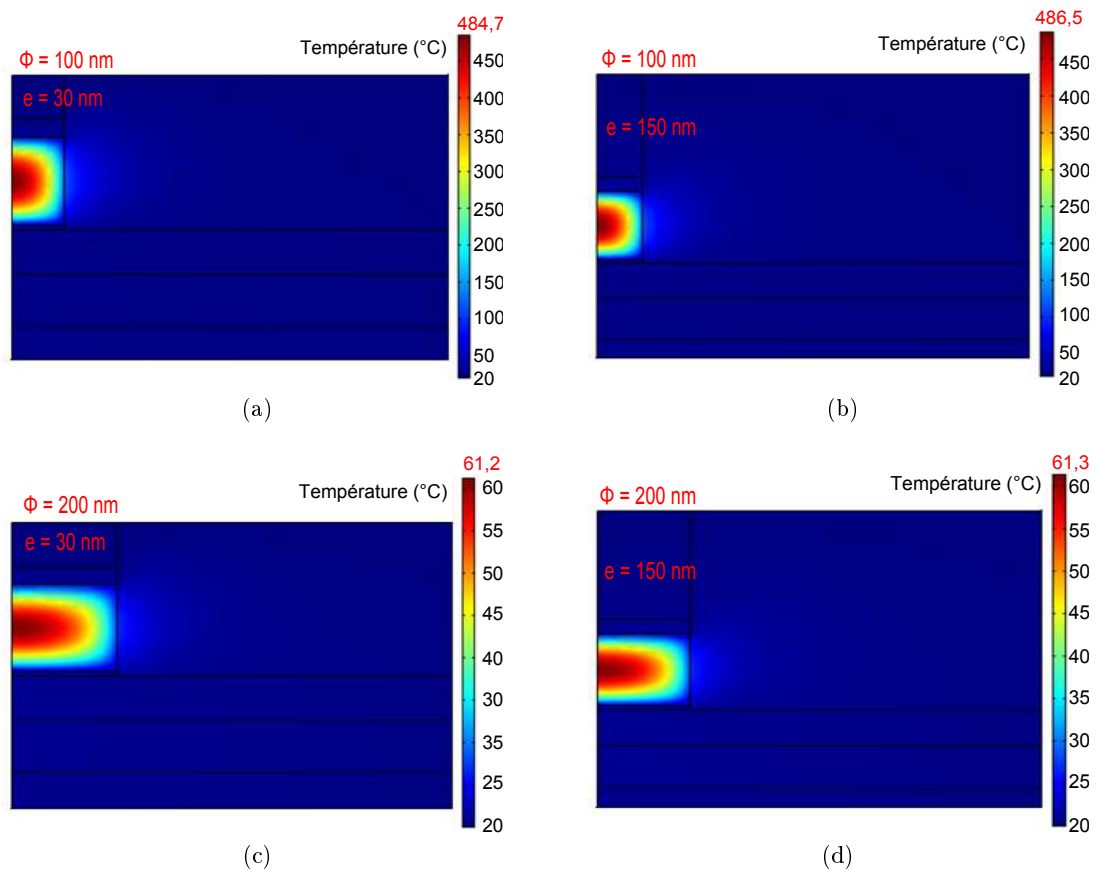 484,7
Température (°C)
Φ = 100 nm
e = 30 nm
450
400
350
300
250
200
150
100
50
20
(a)
486,5
Température (°C)
Φ = 100 nm
e = 150 nm
450
400
350
300
250
200
150
100
50
20
(b)
61,2
Température (°C)
Φ = 200 nm
e = 30 nm
60
55
50
45
40
35
30
25
20
(c)
61,3
Température (°C)
Φ = 200 nm
e = 150 nm
60
55
50
45
40
35
30
25
20
(d)